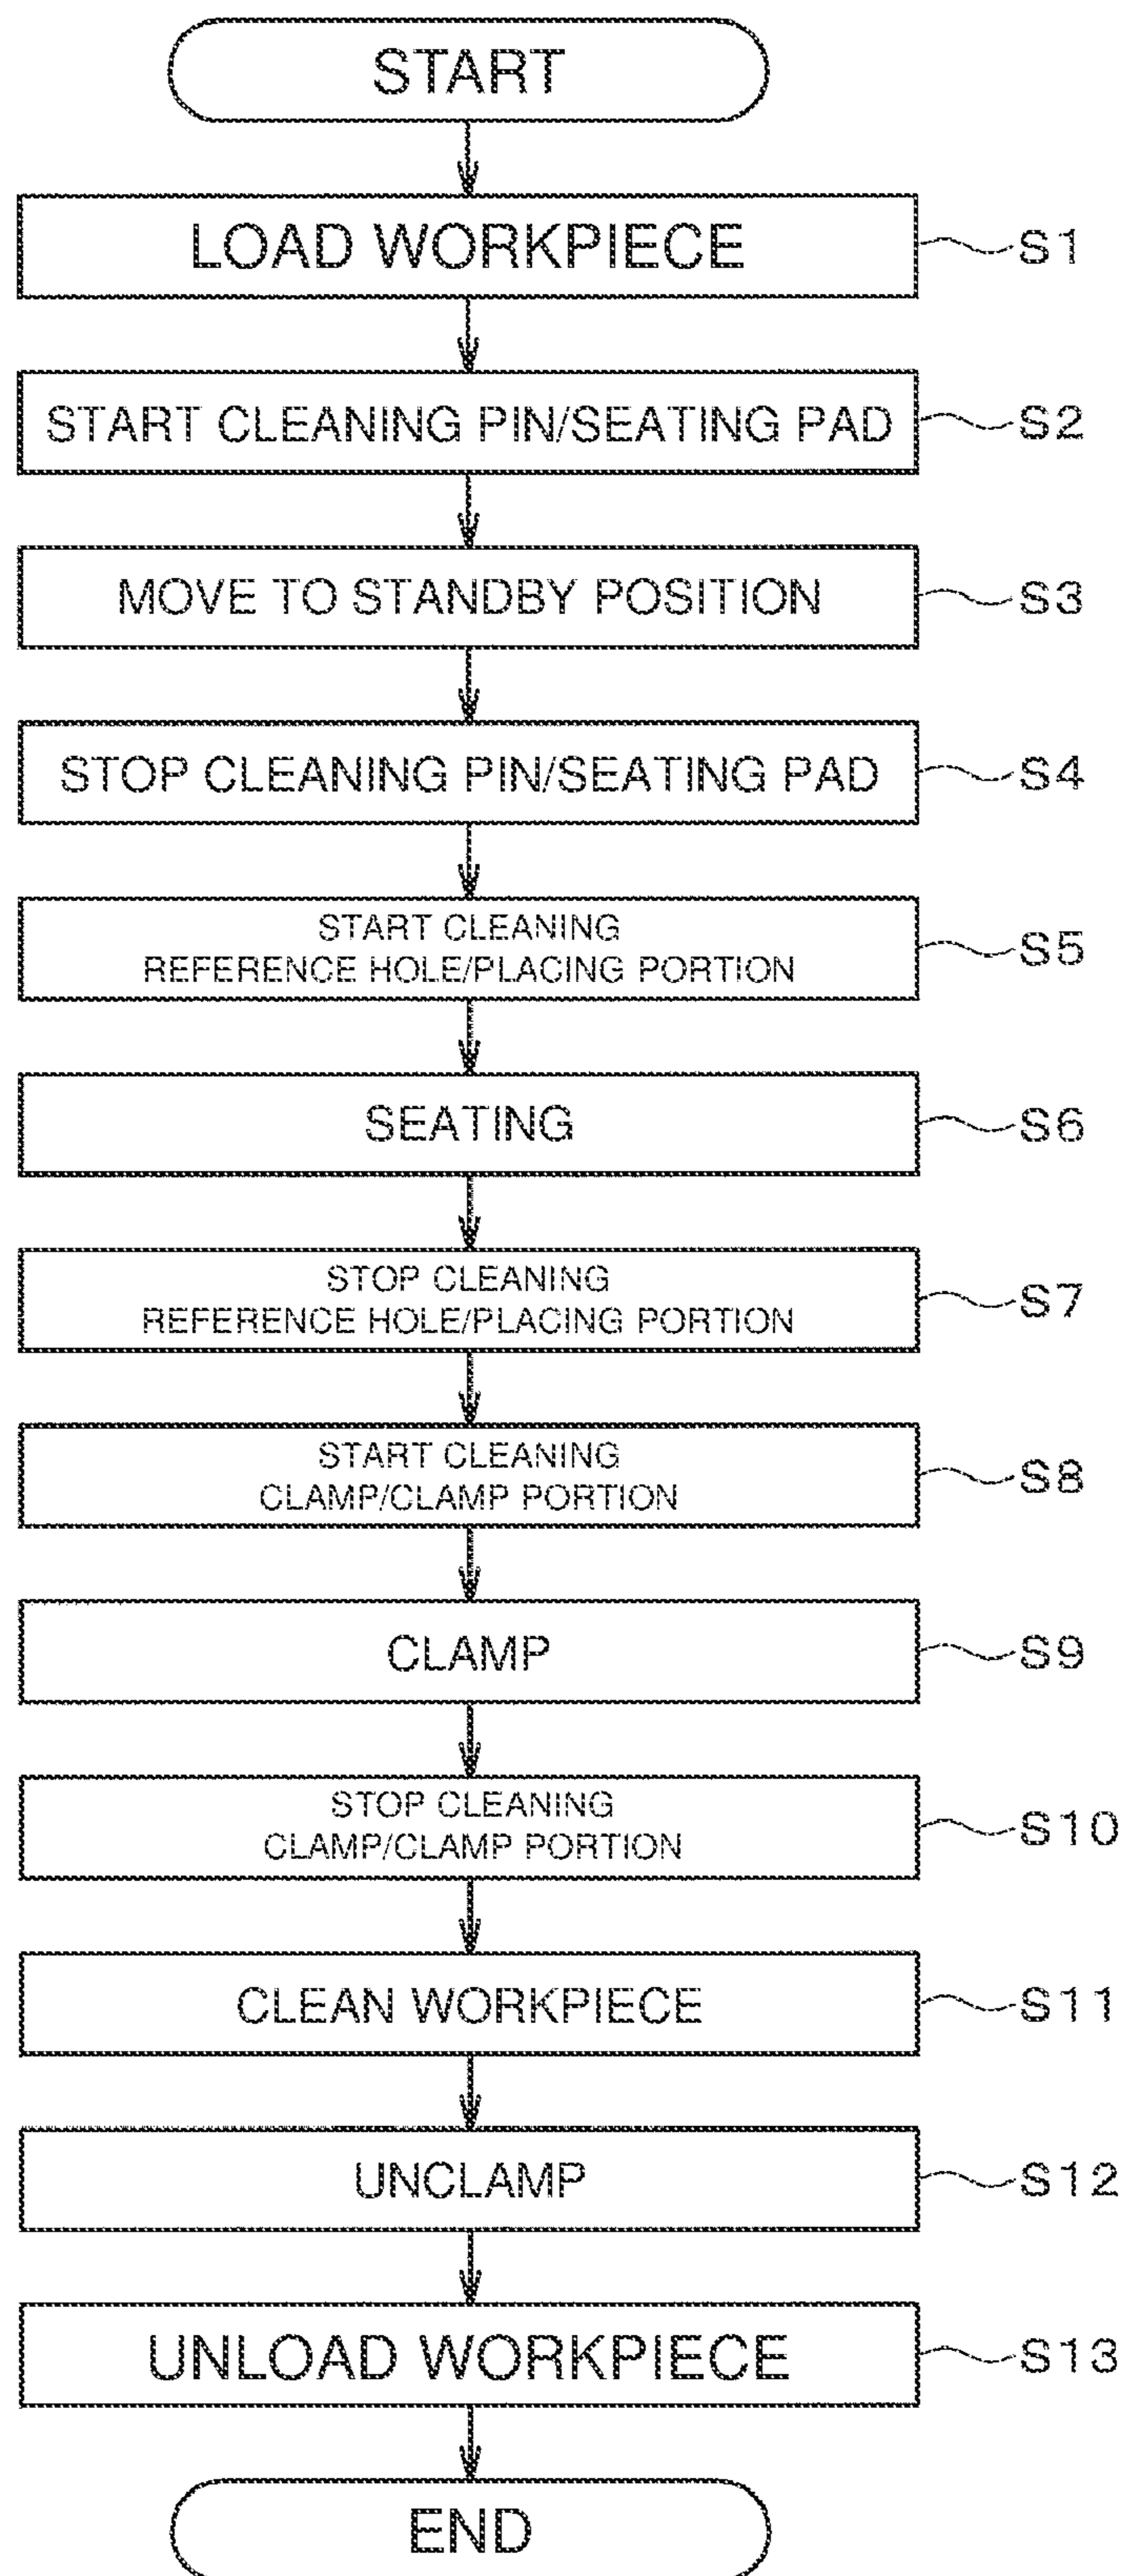 START
LOAD WORKPIECE
S1
START CLEANING PIN/SEATING PAD
S2
MOVE TO STANDBY POSITION
S3
STOP CLEANING PIN/SEATING PAD
S4
START CLEANING
REFERENCE HOLE/PLACING PORTION
S5
SEATING
S6
STOP CLEANING
REFERENCE HOLE/PLACING PORTION
S7
START CLEANING
CLAMP/CLAMP PORTION
S8
CLAMP
S9
STOP CLEANING
CLAMP/CLAMP PORTION
S10
CLEAN WORKPIECE
S11
UNCLAMP
S12
UNLOAD WORKPIECE
S13
END